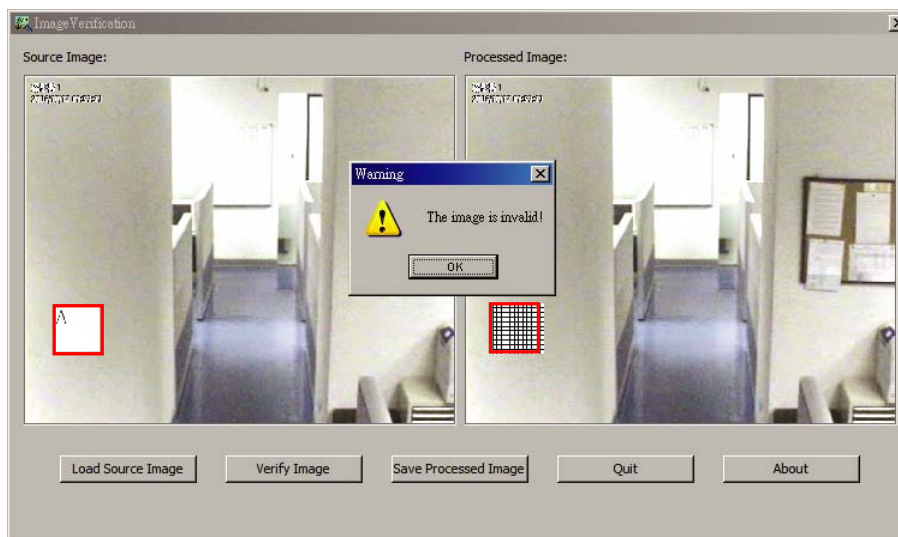 ImageVerification
Source Image:
Processed Image:
Warning
The image is invalid!
OK
Load Source Image
Verify Image
Save Processed Image
Quit
About